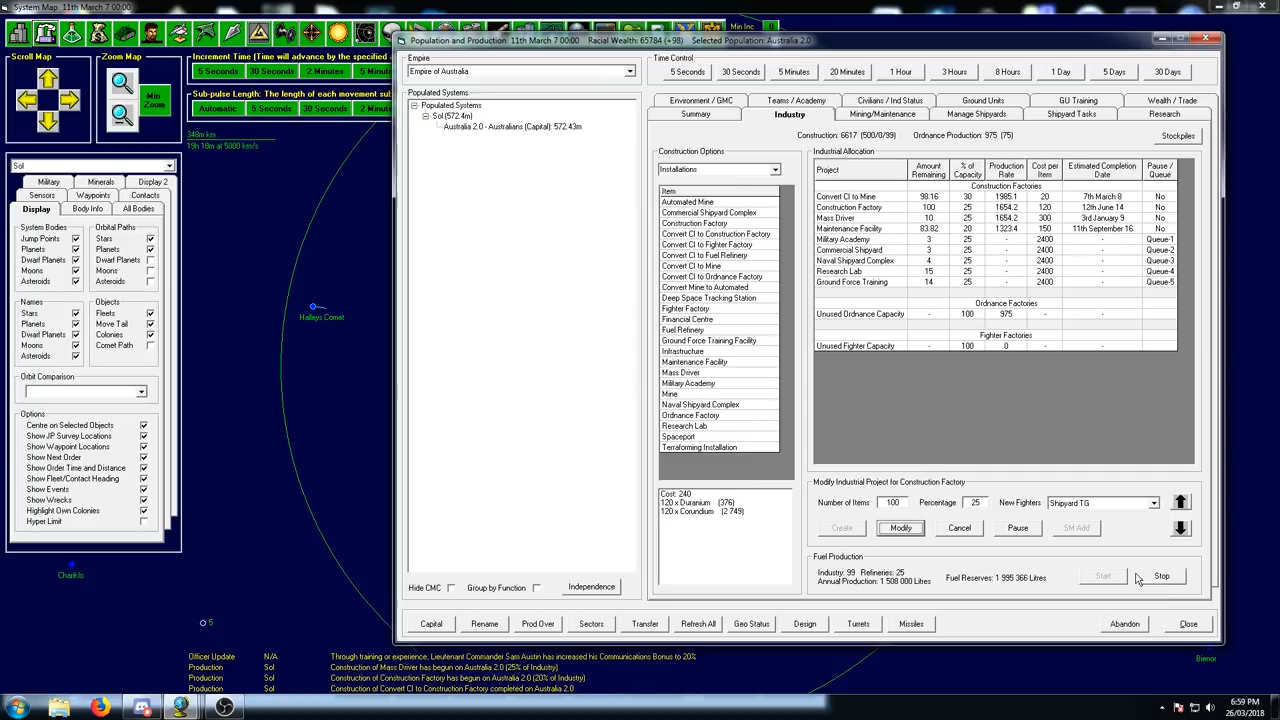 System Map  11th March 7 00:00
Min Inc
0
Population and Production  11th March 7 00:00    Racial Wealth: 65784 (+98)    Selected Population: Australia 2.0
Scroll Map
Zoom Map
Min Zoom
Increment Time (Time will advance by the specified a
5 Seconds
30 Seconds
2 Minutes
5 Minut
Sub-pulse Length: The length of each movement sub
Automatic
5 Seconds
30 Seconds
2 Minute
348m km
19h 18m at 5000 km/s
Sol
Military
Minerals
Display 2
Sensors
Waypoints
Contacts
Display
Body Info
All Bodies
System Bodies
Orbital Paths
Jump Points
Stars
Planets
Planets
Dwarf Planets
Dwarf Planets
Moons
Moons
Asteroids
Asteroids
Names
Objects
Stars
Fleets
Planets
Move Tail
Dwarf Planets
Colonies
Moons
Comet Path
Asteroids
Orbit Comparison
Options
Centre on Selected Objects
Show JP Survey Locations
Show Waypoint Locations
Show Next Order
Show Order Time and Distance
Show Fleet/Contact Heading
Show Events
Show Wrecks
Highlight Own Colonies
Hyper Limit
Halleys Comet
Chariklo
5
Bienor
Empire
Empire of Australia
Populated Systems
Populated Systems
Sol (572.4m)
Australia 2.0 - Australians (Capital): 572.43m
Hide CMC
Group by Function
Independence
Time Control
5 Seconds
30 Seconds
5 Minutes
20 Minutes
1 Hour
3 Hours
8 Hours
1 Day
5 Days
30 Days
Environment / GMC
Teams / Academy
Civilians / Ind Status
Ground Units
GU Training
Wealth / Trade
Summary
Industry
Mining/Maintenance
Manage Shipyards
Shipyard Tasks
Research
Construction: 6617  (500/0/99)    Ordnance Production: 975  (75)
Stockpiles
Construction Options
Installations
Item
Automated Mine
Commercial Shipyard Complex
Construction Factory
Convert CI to Construction Factory
Convert CI to Fighter Factory
Convert CI to Fuel Refinery
Convert CI to Mine
Convert CI to Ordnance Factory
Convert Mine to Automated
Deep Space Tracking Station
Fighter Factory
Financial Centre
Fuel Refinery
Ground Force Training Facility
Infrastructure
Maintenance Facility
Mass Driver
Military Academy
Mine
Naval Shipyard Complex
Ordnance Factory
Research Lab
Spaceport
Terraforming Installation
Cost: 240
120 x Duranium   (376)
120 x Corundium   (2 749)
Industrial Allocation
Project  Amount Remaining  % of Capacity  Production Rate  Cost per Item  Estimated Completion Date  Pause / Queue
Construction Factories
Convert CI to Mine  98.16  30  1985.1  20  7th March 8  No
Construction Factory  100  25  1654.2  120  12th June 14  No
Mass Driver  10  25  1654.2  300  3rd January 9  No
Maintenance Facility  83.82  20  1323.4  150  11th September 16  No
Military Academy  3  25  -  2400  -  Queue-1
Commercial Shipyard  3  25  -  2400  -  Queue-2
Naval Shipyard Complex  4  25  -  2400  -  Queue-3
Research Lab  15  25  -  2400  -  Queue-4
Ground Force Training  14  25  -  2400  -  Queue-5
Ordnance Factories
Unused Ordnance Capacity  -  100  975  -  -
Fighter Factories
Unused Fighter Capacity  -  100  0  -  -
Modify Industrial Project for Construction Factory
Number of Items  100  Percentage  25  New Fighters  Shipyard TG
Create
Modify
Cancel
Pause
SM Add
Fuel Production
Industry: 99   Refineries: 25
Annual Production: 1 508 000 Litres
Fuel Reserves: 1 995 366 Litres
Start
Stop
Capital
Rename
Prod Over
Sectors
Transfer
Refresh All
Geo Status
Design
Turrets
Missiles
Abandon
Close
Officer Update  N/A  Through training or experience, Lieutenant Commander Sam Austin has increased his Communications Bonus to 20%
Production  Sol  Construction of Mass Driver has begun on Australia 2.0 (25% of Industry)
Production  Sol  Construction of Construction Factory has begun on Australia 2.0 (20% of Industry)
Production  Sol  Construction of Convert CI to Construction Factory completed on Australia 2.0
6:59 PM
26/03/2018